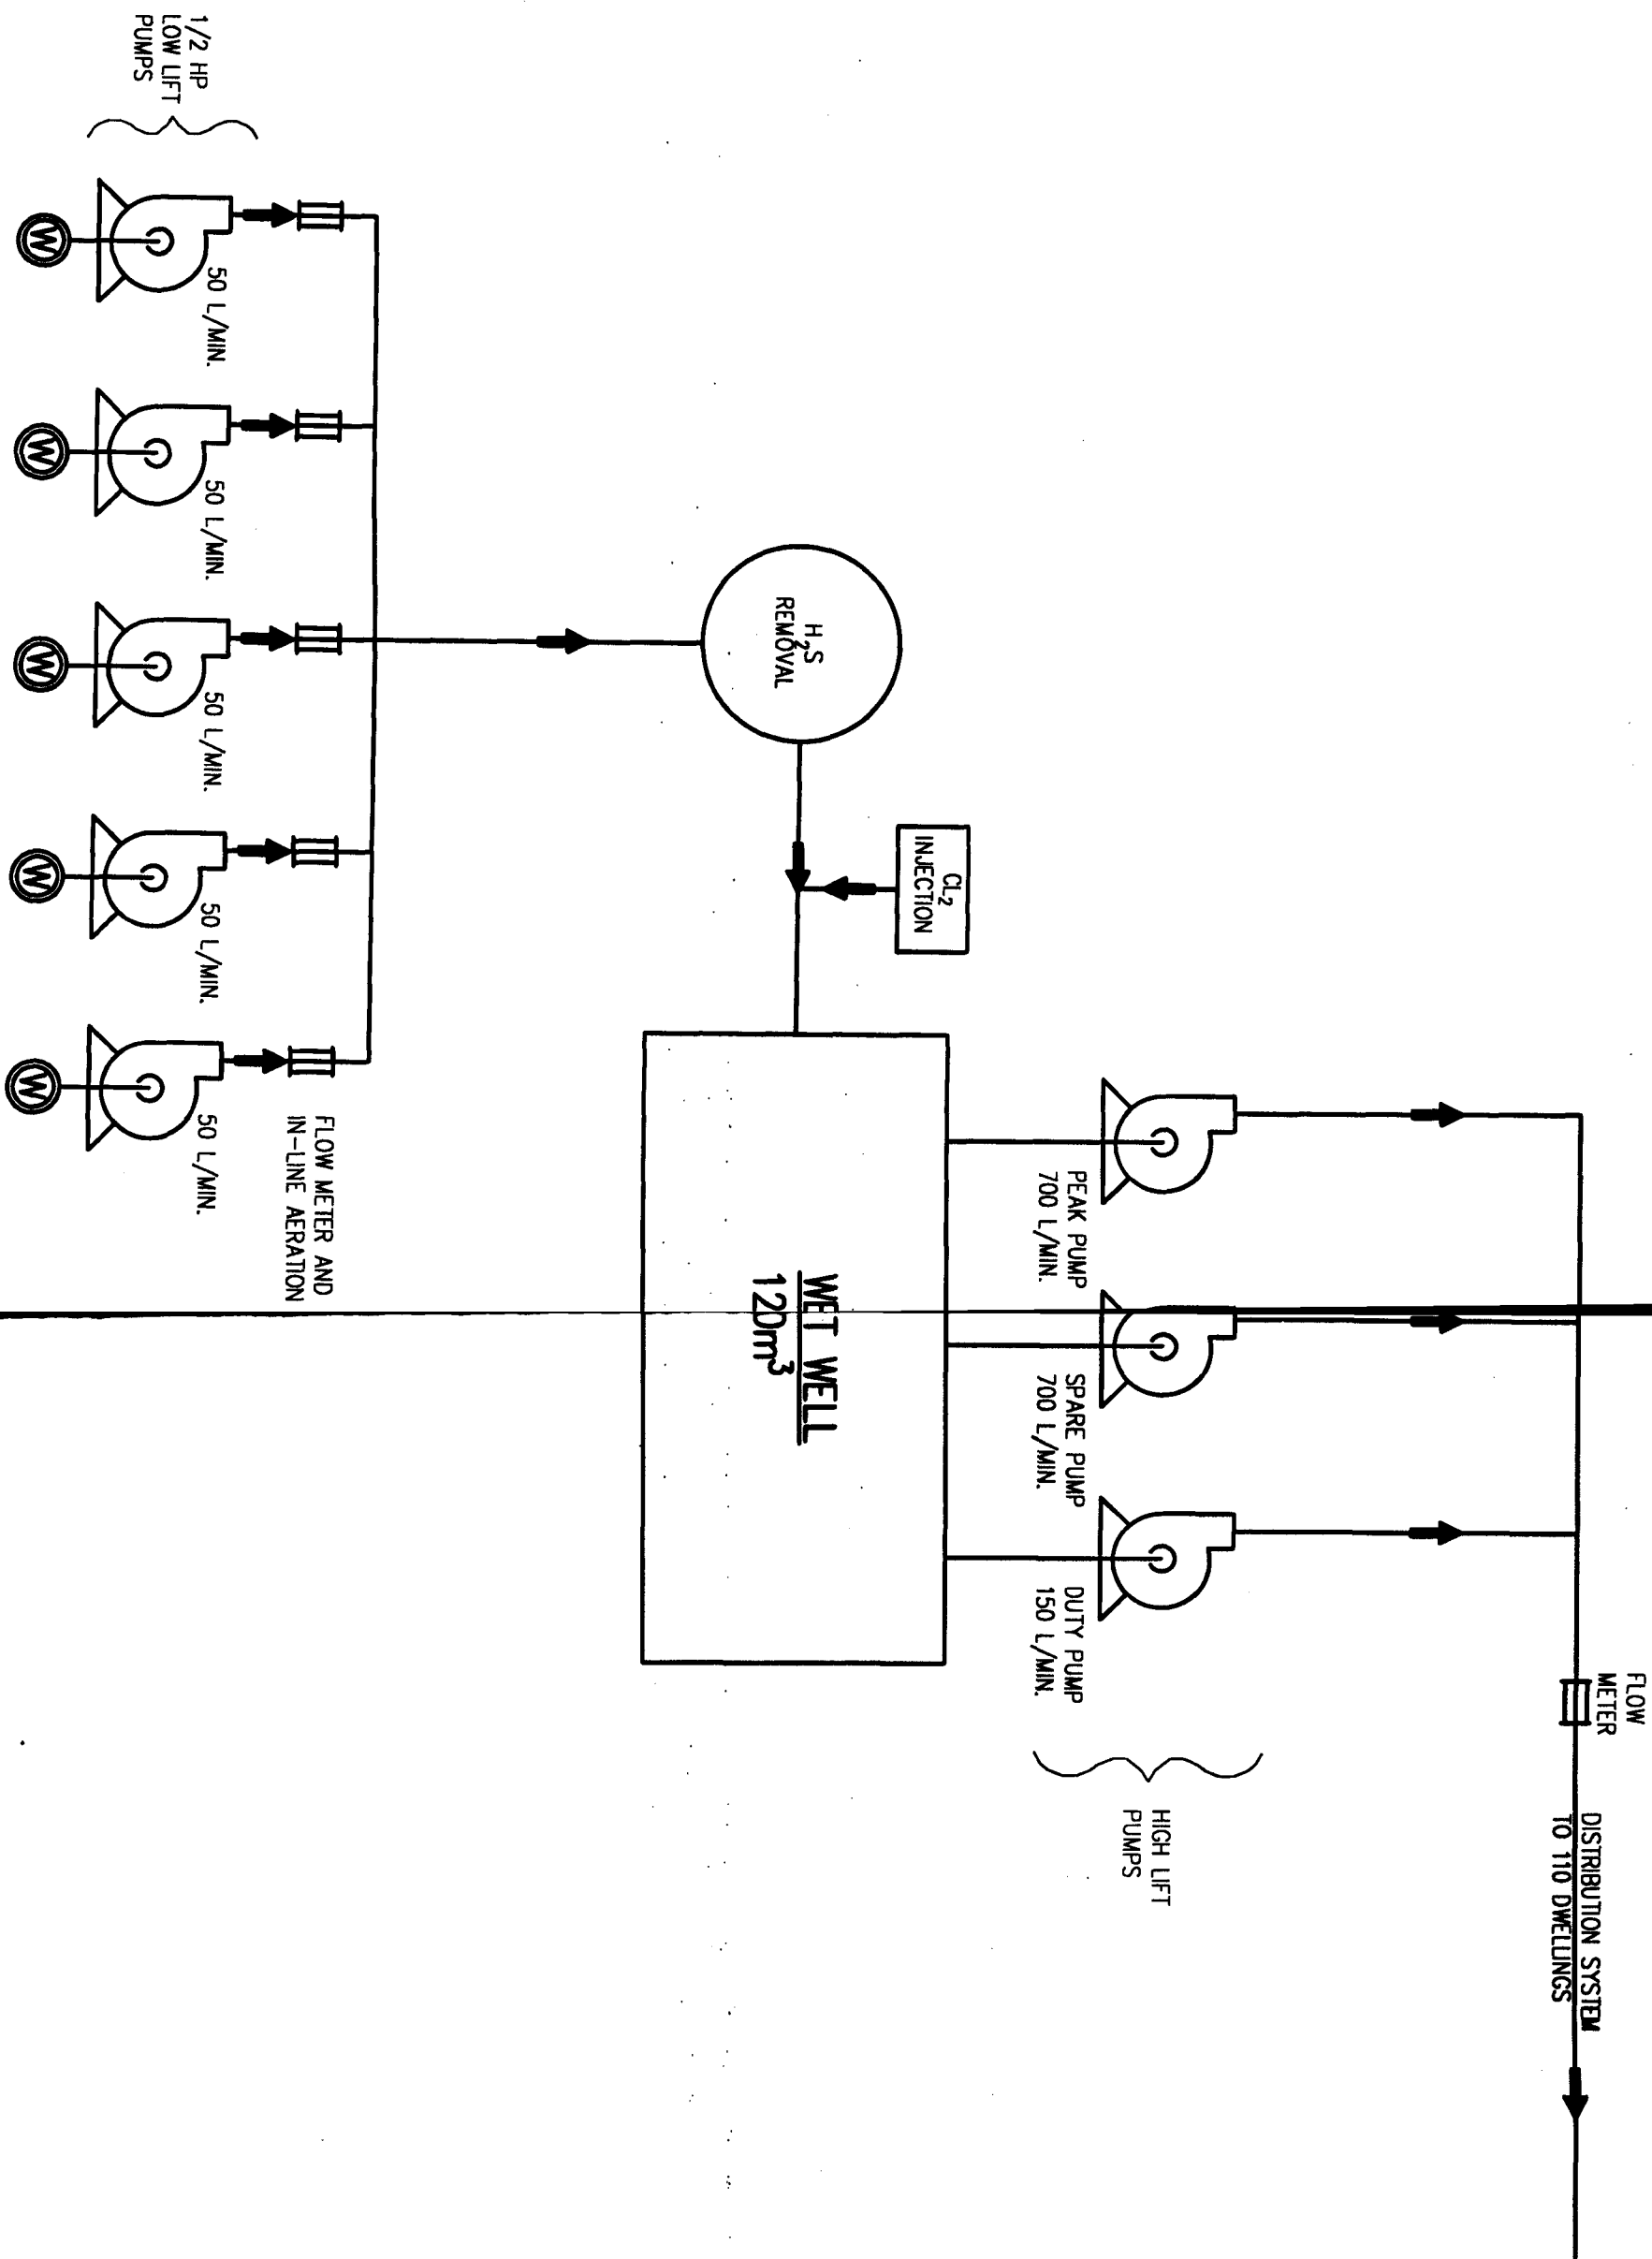 FLOW
METER
DISTRIBUTION SYSTEM
TO 110 DWELLINGS
HIGH LIFT
PUMPS
PEAK PUMP
700 L/MIN.
SPARE PUMP
700 L/MIN.
DUTY PUMP
150 L/MIN.
CL₂
INJECTION
H₂S
REMOVAL
WET WELL
120m³
FLOW METER AND
IN-LINE AERATION
50 L/MIN.
50 L/MIN.
50 L/MIN.
50 L/MIN.
50 L/MIN.
1/2 HP
LOW LIFT
PUMPS
W
W
W
W
W